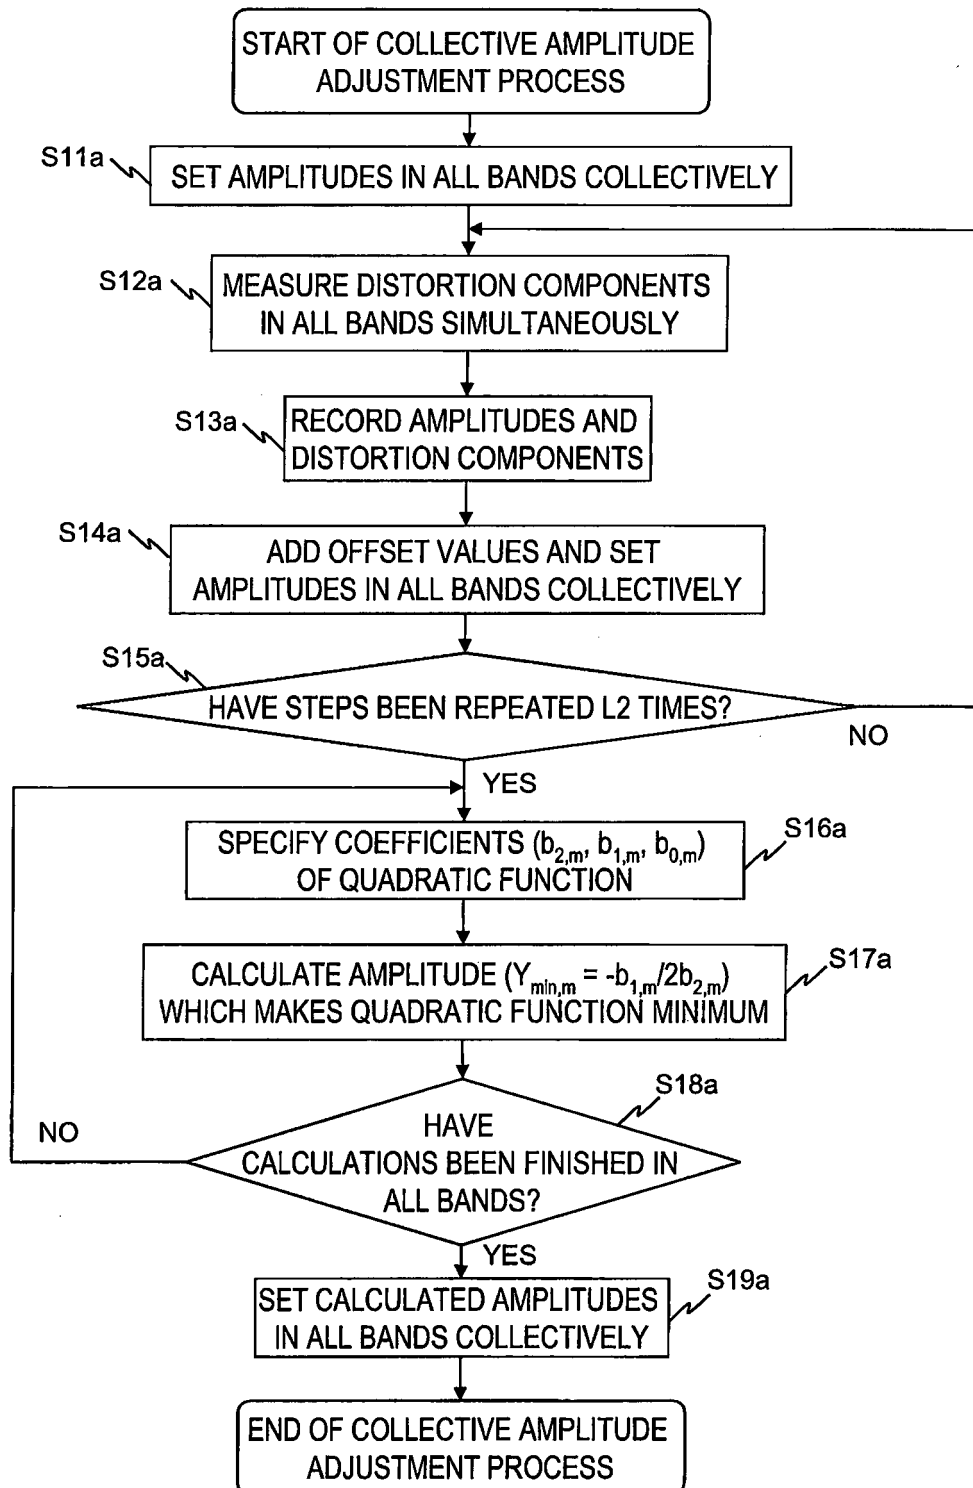 START OF COLLECTIVE AMPLITUDE
ADJUSTMENT PROCESS
S11a
SET AMPLITUDES IN ALL BANDS COLLECTIVELY
S12a
MEASURE DISTORTION COMPONENTS
IN ALL BANDS SIMULTANEOUSLY
S13a
RECORD AMPLITUDES AND
DISTORTION COMPONENTS
S14a
ADD OFFSET VALUES AND SET
AMPLITUDES IN ALL BANDS COLLECTIVELY
S15a
HAVE STEPS BEEN REPEATED L2 TIMES?
NO
YES
SPECIFY COEFFICIENTS (b2,m, b1,m, b0,m)
OF QUADRATIC FUNCTION
S16a
CALCULATE AMPLITUDE (Ymin,m = -b1,m/2b2,m)
WHICH MAKES QUADRATIC FUNCTION MINIMUM
S17a
S18a
NO
HAVE
CALCULATIONS BEEN FINISHED IN
ALL BANDS?
YES
S19a
SET CALCULATED AMPLITUDES
IN ALL BANDS COLLECTIVELY
END OF COLLECTIVE AMPLITUDE
ADJUSTMENT PROCESS